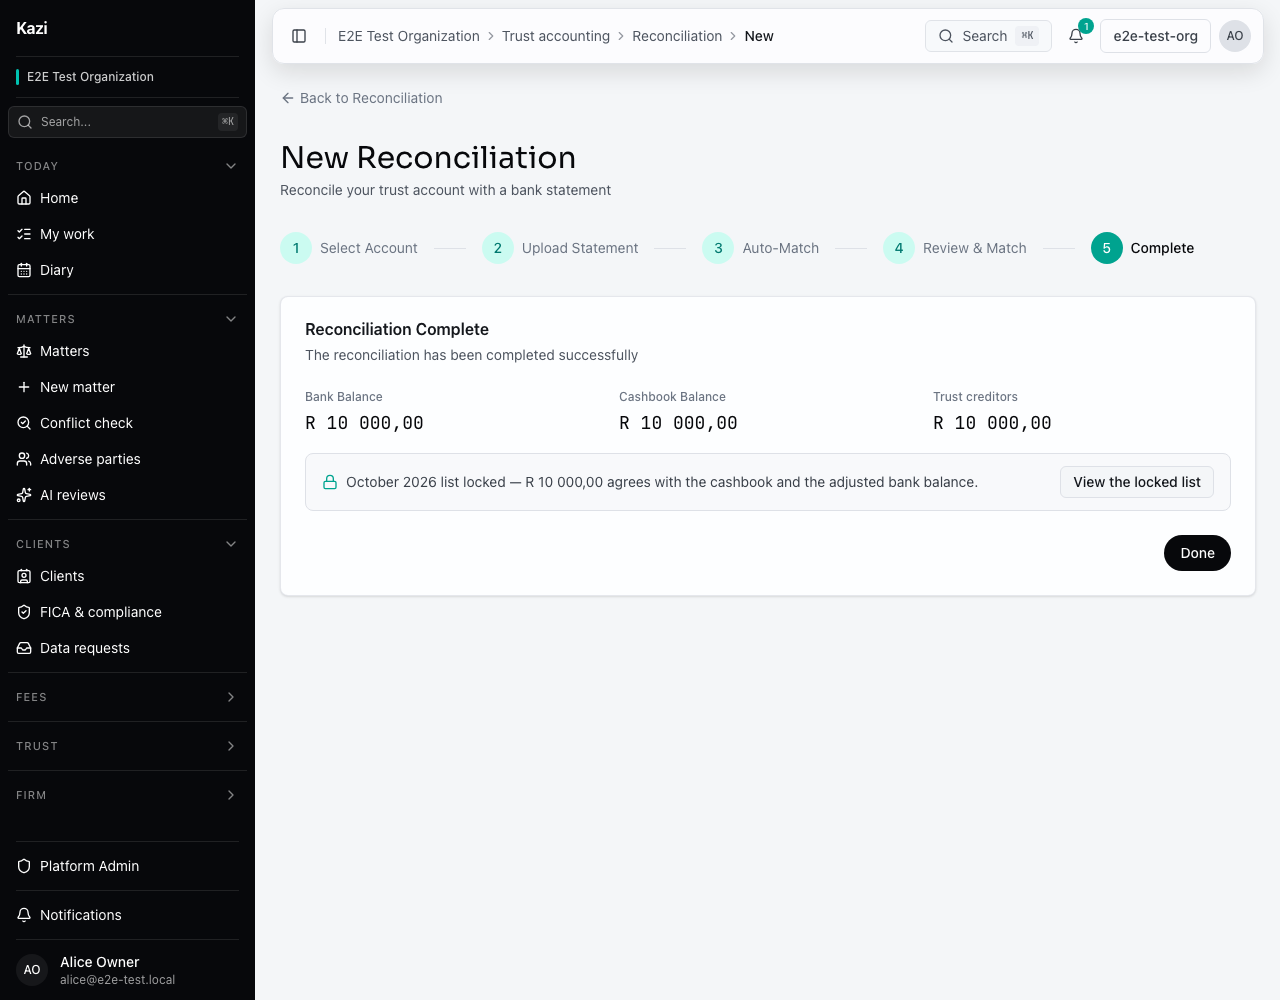 Kazi
E2E Test Organization
Search...
⌘K
TODAY
Home
My work
Diary
MATTERS
Matters
New matter
Conflict check
Adverse parties
AI reviews
CLIENTS
Clients
FICA & compliance
Data requests
FEES
TRUST
FIRM
Platform Admin
Notifications
AO
Alice Owner
alice@e2e-test.local
E2E Test Organization
Trust accounting
Reconciliation
New
Search ⌘K
1
e2e-test-org
AO
Back to Reconciliation
New Reconciliation
Reconcile your trust account with a bank statement
1 Select Account
2 Upload Statement
3 Auto-Match
4 Review & Match
5 Complete
Reconciliation Complete
The reconciliation has been completed successfully
Bank Balance
R 10 000,00
Cashbook Balance
R 10 000,00
Trust creditors
R 10 000,00
October 2026 list locked — R 10 000,00 agrees with the cashbook and the adjusted bank balance.
View the locked list
Done